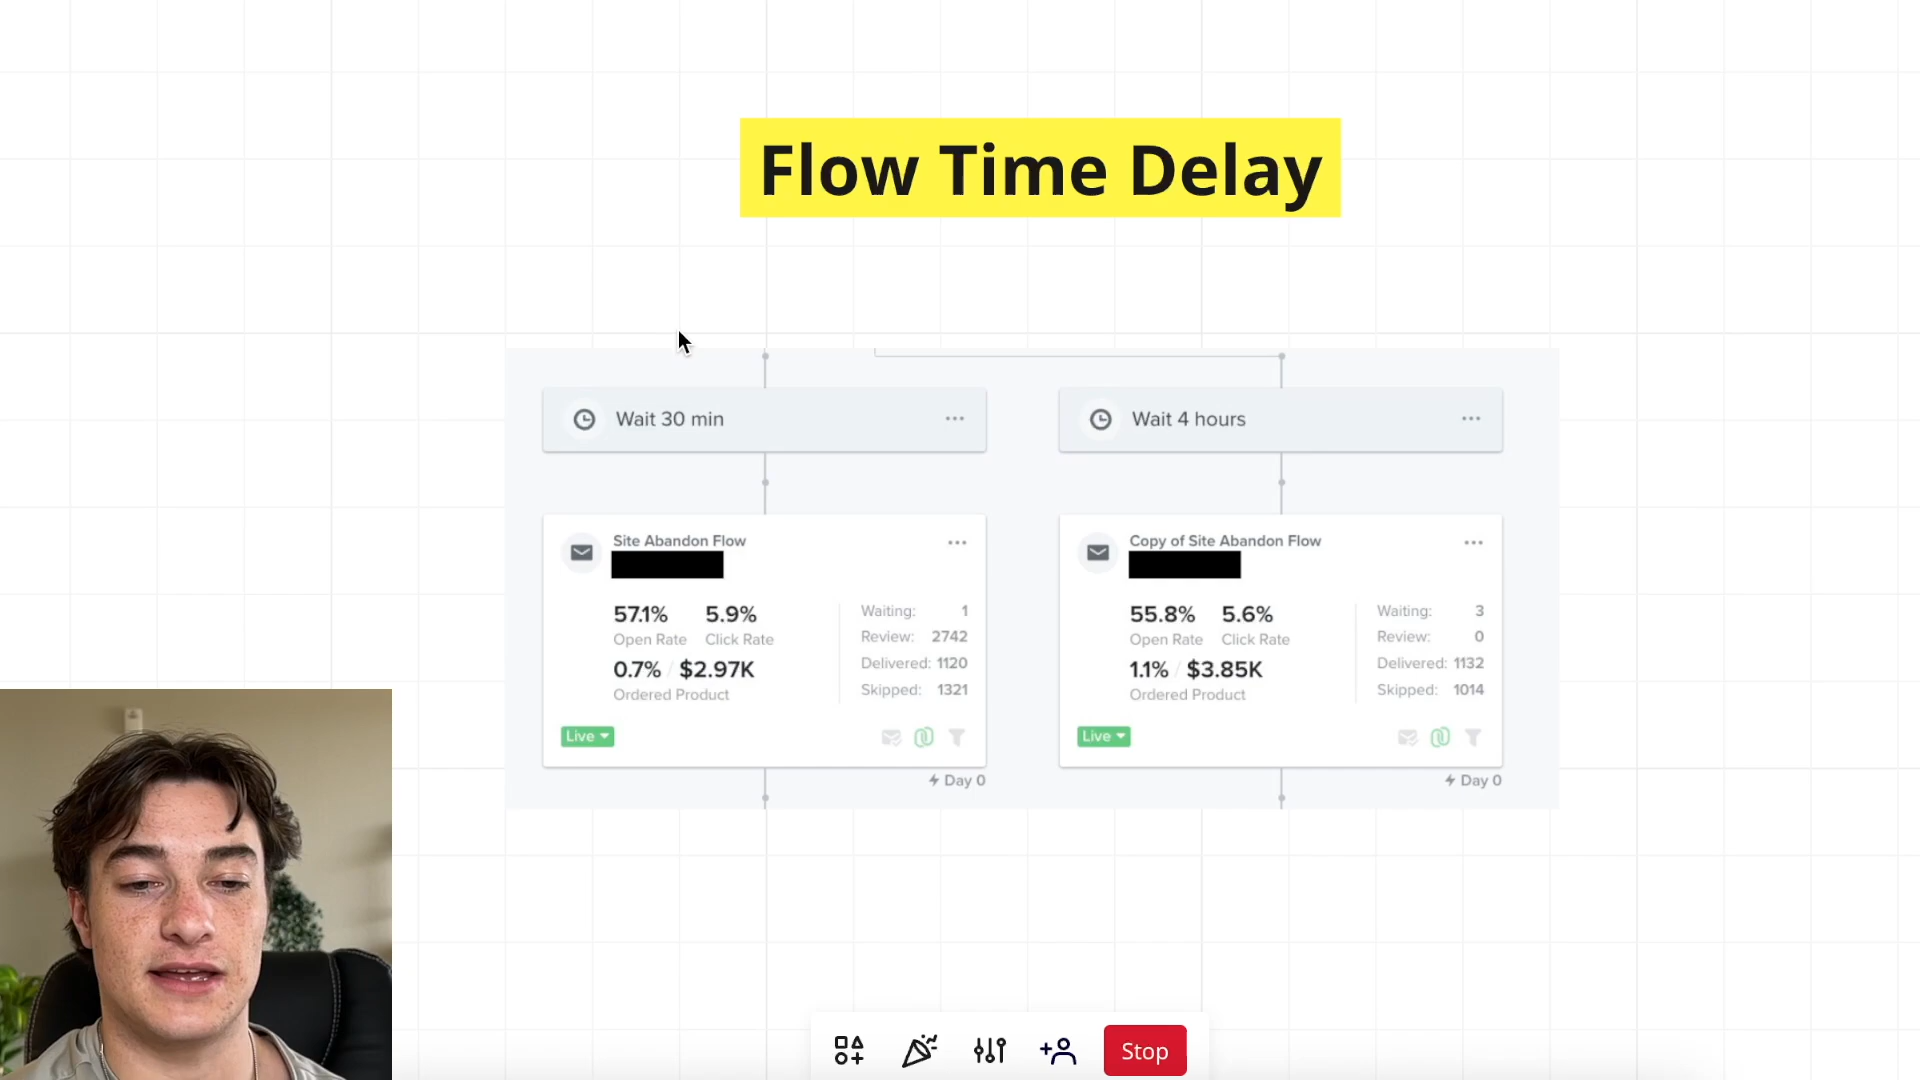 Flow Time Delay
Wait 30 min
Wait 4 hours
Site Abandon Flow
57.1% 5.9%
Open Rate Click Rate
0.7% / $2.97K
Ordered Product
Waiting: 1
Review: 2742
Delivered: 1120
Skipped: 1321
Live
Day 0
Copy of Site Abandon Flow
55.8% 5.6%
Open Rate Click Rate
1.1% / $3.85K
Ordered Product
Waiting: 3
Review: 0
Delivered: 1132
Skipped: 1014
Live
Day 0
Stop